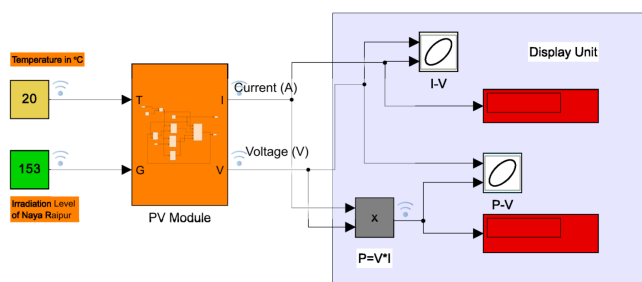 Temperature in °C
20
T
I
Current (A)
I-V
Display Unit
153
G
V
Voltage (V)
Irradiation Level
of Naya Raipur
PV Module
x
P=V*I
P-V